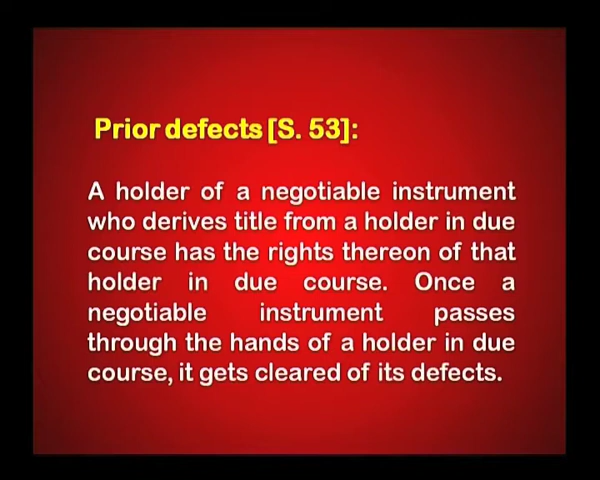 Prior defects [S. 53]:
A holder of a negotiable instrument
who derives title from a holder in due
course has the rights thereon of that
holder in due course. Once a
negotiable instrument passes
through the hands of a holder in due
course, it gets cleared of its defects.